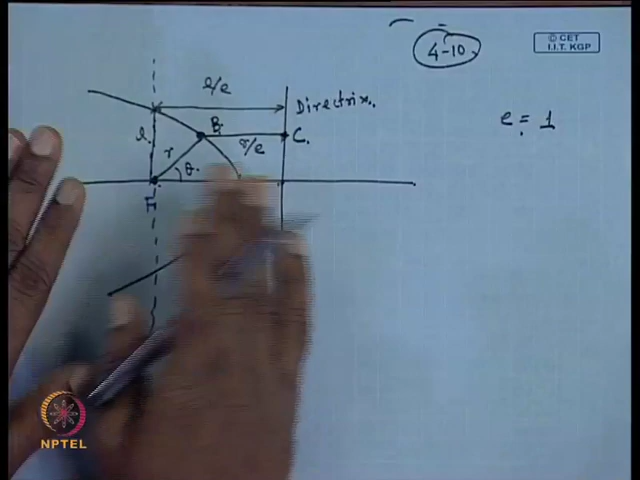 4-10
© CET
I.I.T. KGP
l/e
Directrix.
e = 1
B
C.
l
r
r/e
θ.
F
NPTEL